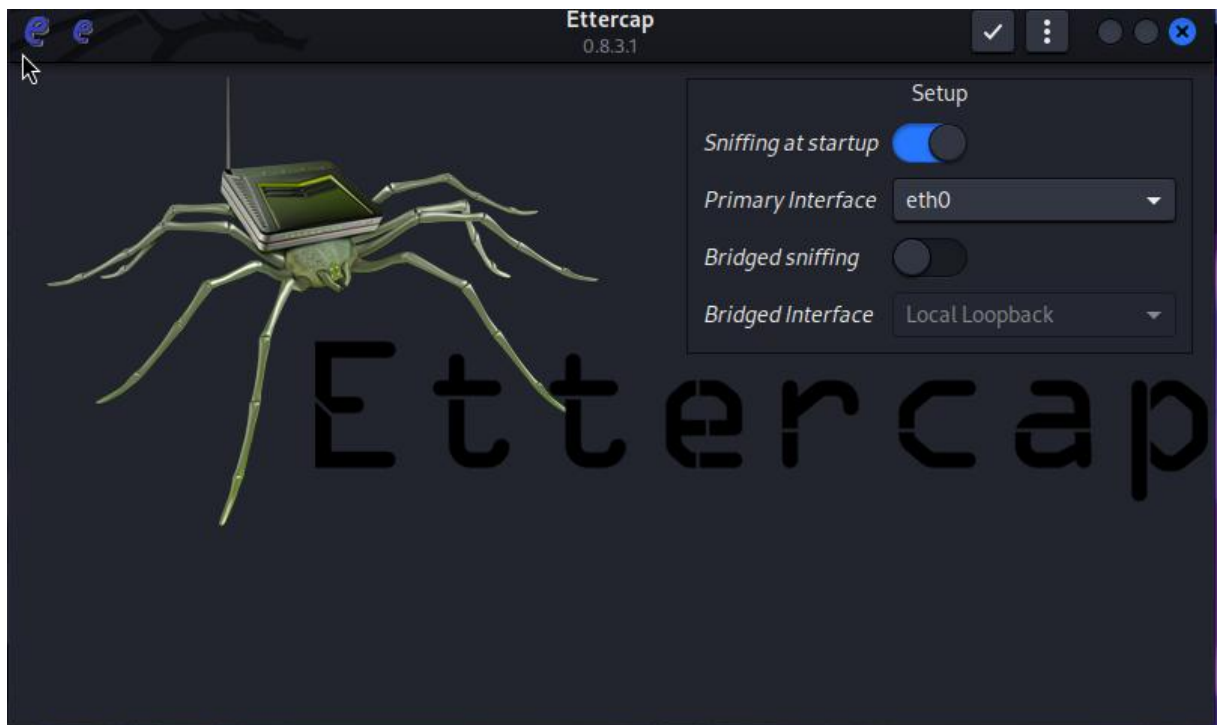 Ettercap
0.8.3.1
Setup
Sniffing at startup
Primary Interface eth0
Bridged sniffing
Bridged Interface Local Loopback
Ettercap